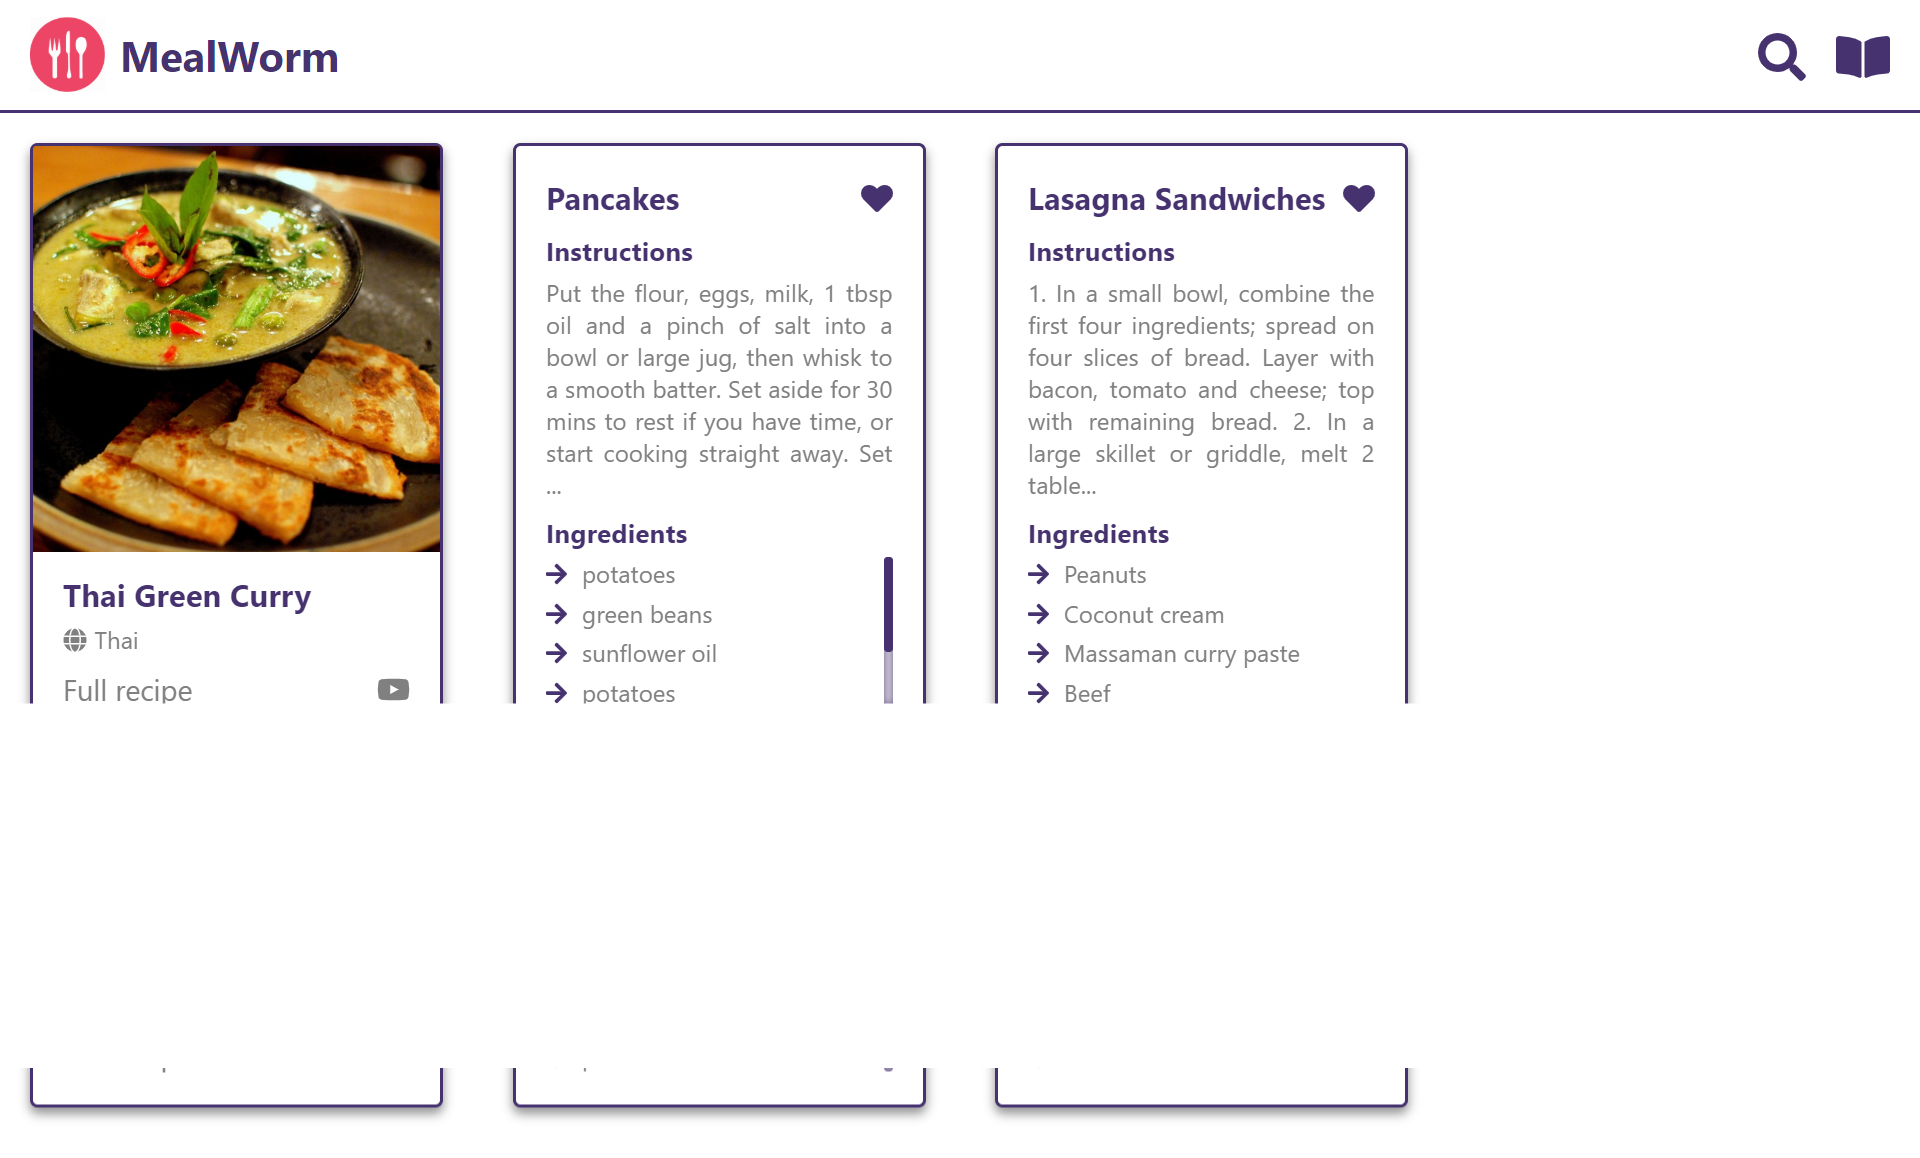 MealWorm
Thai Green Curry
Thai
Full recipe
Pancakes
Instructions
Put the flour, eggs, milk, 1 tbsp
oil and a pinch of salt into a
bowl or large jug, then whisk to
a smooth batter. Set aside for 30
mins to rest if you have time, or
start cooking straight away. Set
...
Ingredients
potatoes
green beans
sunflower oil
potatoes
Lasagna Sandwiches
Instructions
1. In a small bowl, combine the
first four ingredients; spread on
four slices of bread. Layer with
bacon, tomato and cheese; top
with remaining bread. 2. In a
large skillet or griddle, melt 2
table...
Ingredients
Peanuts
Coconut cream
Massaman curry paste
Beef